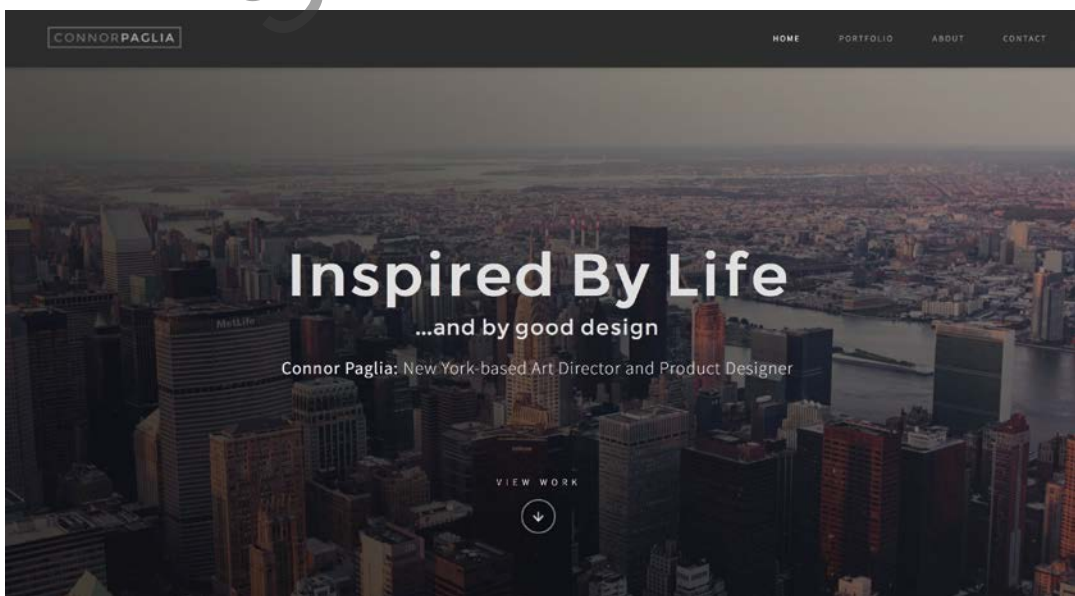 CONNORPAGLIA
HOME PORTFOLIO ABOUT CONTACT
MetLife
Inspired By Life
...and by good design
Connor Paglia: New York-based Art Director and Product Designer
VIEW WORK